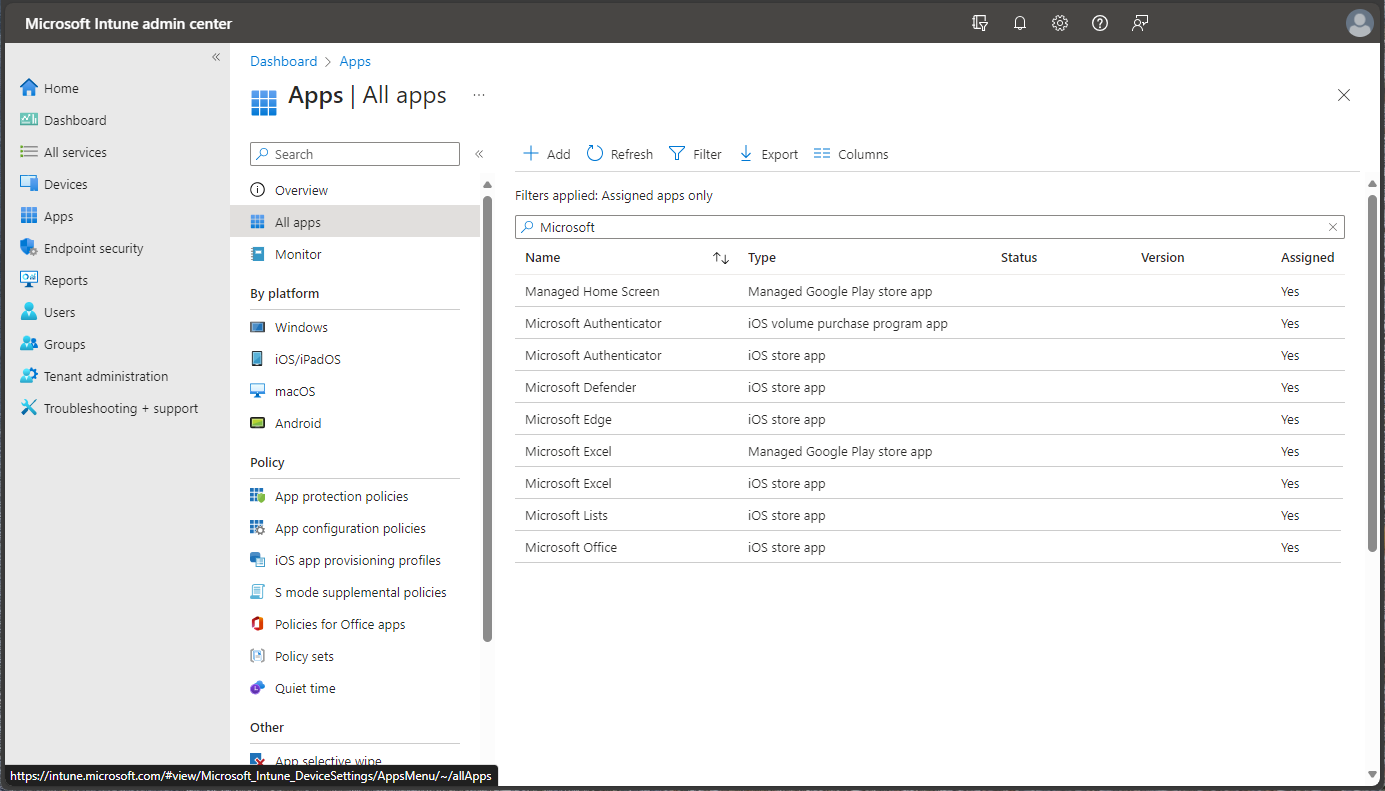 Microsoft Intune admin center
«
Home
Dashboard
All services
Devices
Apps
Endpoint security
Reports
Users
Groups
Tenant administration
Troubleshooting + support
Dashboard > Apps
Apps | All apps ...
Search
«
Overview
All apps
Monitor
By platform
Windows
iOS/iPadOS
macOS
Android
Policy
App protection policies
App configuration policies
iOS app provisioning profiles
S mode supplemental policies
Policies for Office apps
Policy sets
Quiet time
Other
App selective wipe
Add Refresh Filter Export Columns
Filters applied: Assigned apps only
Microsoft
Name Type Status Version Assigned
Managed Home Screen Managed Google Play store app Yes
Microsoft Authenticator iOS volume purchase program app Yes
Microsoft Authenticator iOS store app Yes
Microsoft Defender iOS store app Yes
Microsoft Edge iOS store app Yes
Microsoft Excel Managed Google Play store app Yes
Microsoft Excel iOS store app Yes
Microsoft Lists iOS store app Yes
Microsoft Office iOS store app Yes
https://intune.microsoft.com/#view/Microsoft_Intune_DeviceSettings/AppsMenu/~/allApps